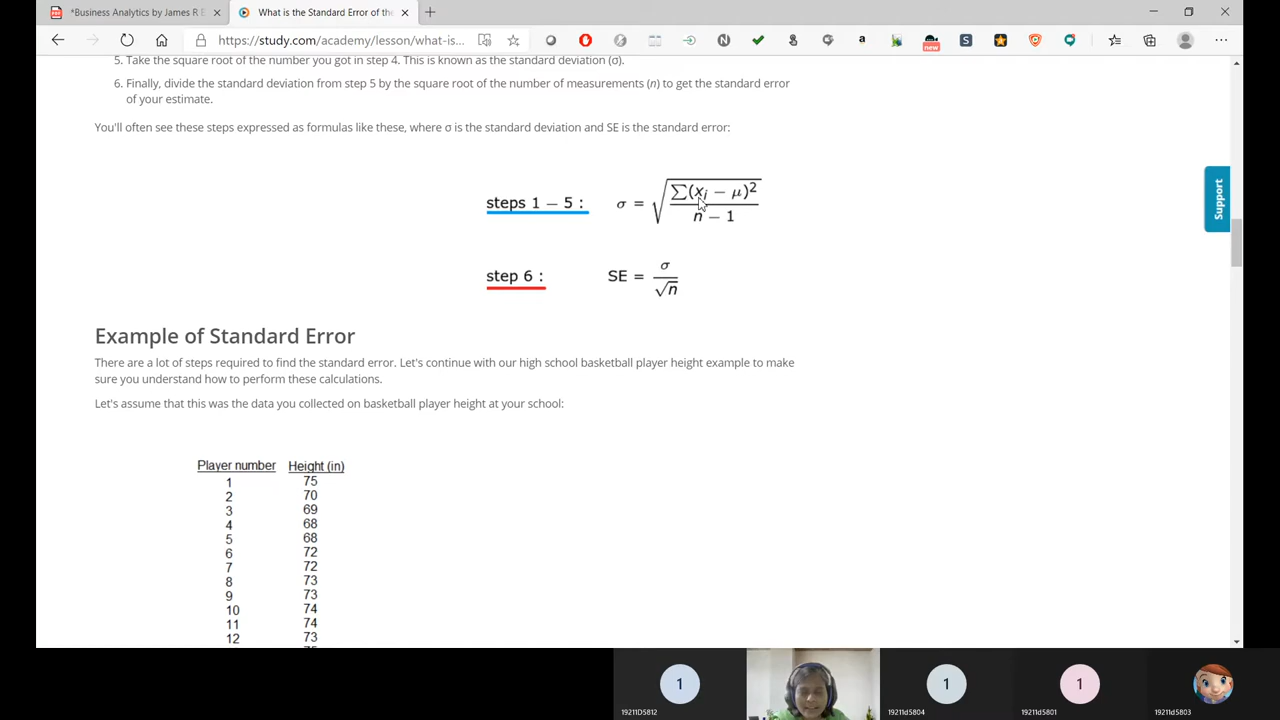 *Business Analytics by James R E
What is the Standard Error of the
https://study.com/academy/lesson/what-is...
new
5. Take the square root of the number you got in step 4. This is known as the standard deviation (σ).
6. Finally, divide the standard deviation from step 5 by the square root of the number of measurements (n) to get the standard error
of your estimate.
You'll often see these steps expressed as formulas like these, where σ is the standard deviation and SE is the standard error:
steps 1 – 5 : σ = √(∑(xᵢ – μ)² / (n – 1))
step 6 : SE = σ / √n
Support
Example of Standard Error
There are a lot of steps required to find the standard error. Let's continue with our high school basketball player height example to make
sure you understand how to perform these calculations.
Let's assume that this was the data you collected on basketball player height at your school:
Player number Height (in)
1 75
2 70
3 69
4 68
5 68
6 72
7 72
8 73
9 73
10 74
11 74
12 73
1
1
1
19211D5812
19211d5804
19211d5801
19211d5803